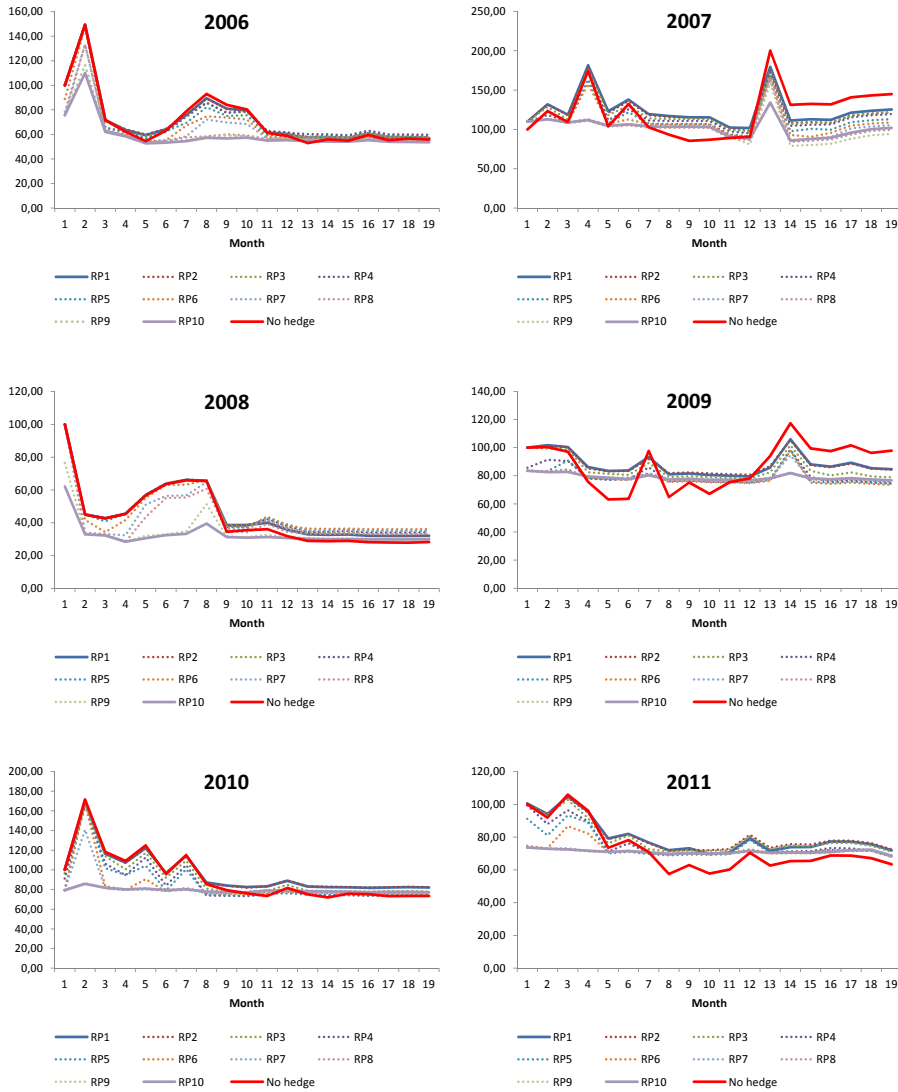 2006
160,00
140,00
120,00
100,00
80,00
60,00
40,00
20,00
0,00
1 2 3 4 5 6 7 8 9 10 11 12 13 14 15 16 17 18 19
Month
RP1 RP2 RP3 RP4
RP5 RP6 RP7 RP8
RP9 RP10 No hedge
2007
250,00
200,00
150,00
100,00
50,00
0,00
1 2 3 4 5 6 7 8 9 10 11 12 13 14 15 16 17 18 19
Month
RP1 RP2 RP3 RP4
RP5 RP6 RP7 RP8
RP9 RP10 No hedge
2008
120,00
100,00
80,00
60,00
40,00
20,00
0,00
1 2 3 4 5 6 7 8 9 10 11 12 13 14 15 16 17 18 19
Month
RP1 RP2 RP3 RP4
RP5 RP6 RP7 RP8
RP9 RP10 No hedge
2009
140,00
120,00
100,00
80,00
60,00
40,00
20,00
0,00
1 2 3 4 5 6 7 8 9 10 11 12 13 14 15 16 17 18 19
Month
RP1 RP2 RP3 RP4
RP5 RP6 RP7 RP8
RP9 RP10 No hedge
2010
200,00
180,00
160,00
140,00
120,00
100,00
80,00
60,00
40,00
20,00
0,00
1 2 3 4 5 6 7 8 9 10 11 12 13 14 15 16 17 18 19
Month
RP1 RP2 RP3 RP4
RP5 RP6 RP7 RP8
RP9 RP10 No hedge
2011
120,00
100,00
80,00
60,00
40,00
20,00
0,00
1 2 3 4 5 6 7 8 9 10 11 12 13 14 15 16 17 18 19
Month
RP1 RP2 RP3 RP4
RP5 RP6 RP7 RP8
RP9 RP10 No hedge